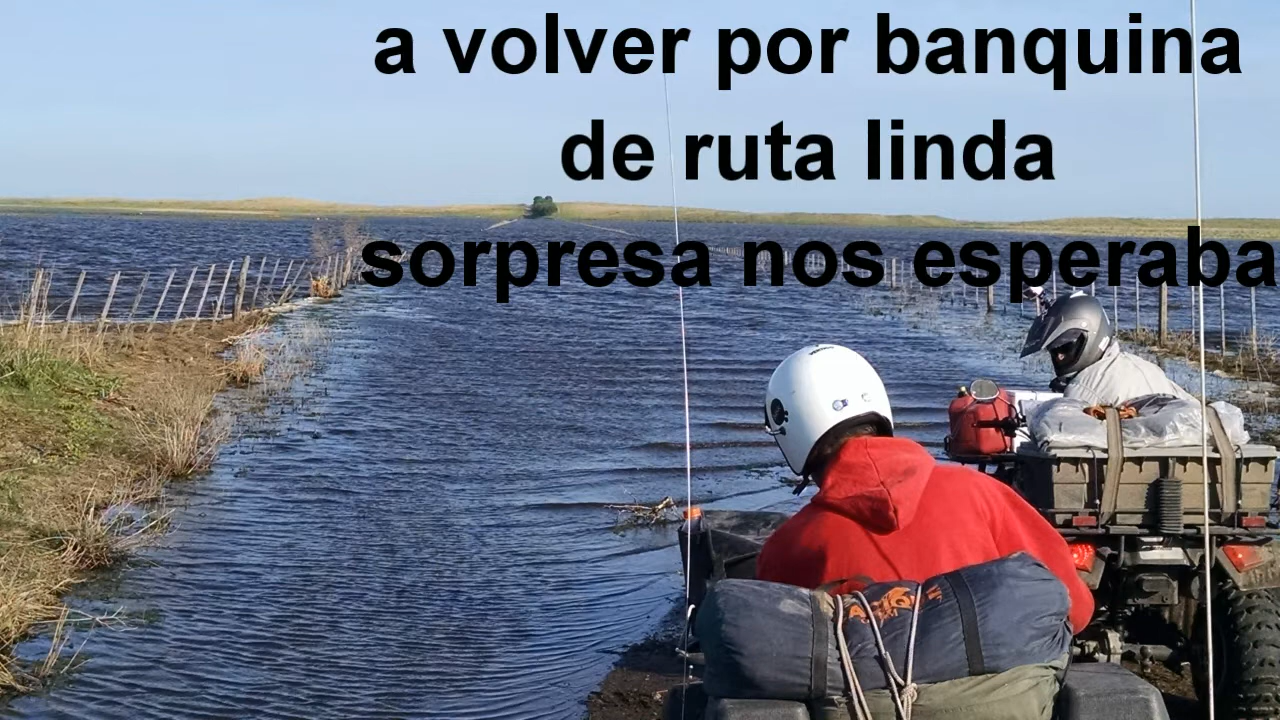 a volver por banquina
de ruta linda
sorpresa nos esperaba